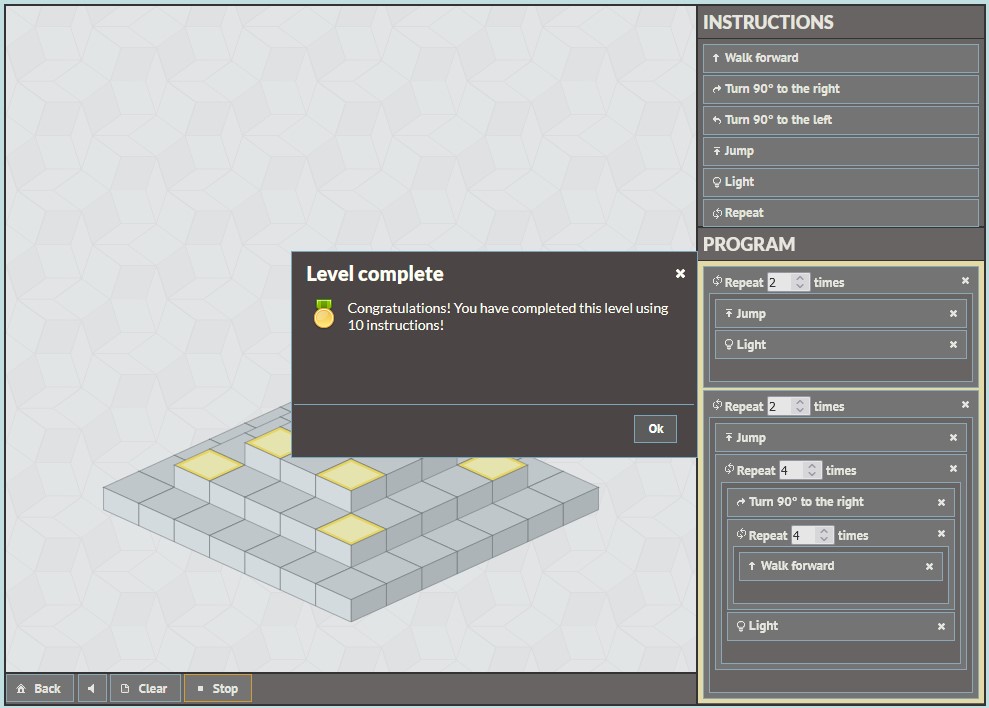 INSTRUCTIONS
Walk forward
Turn 90° to the right
Turn 90° to the left
Jump
Light
Repeat
PROGRAM
Repeat 2 times
Jump
Light
Repeat 2 times
Jump
Repeat 4 times
Turn 90° to the right
Repeat 4 times
Walk forward
Light
Level complete
Congratulations! You have completed this level using
10 instructions!
Ok
Back
Clear
Stop